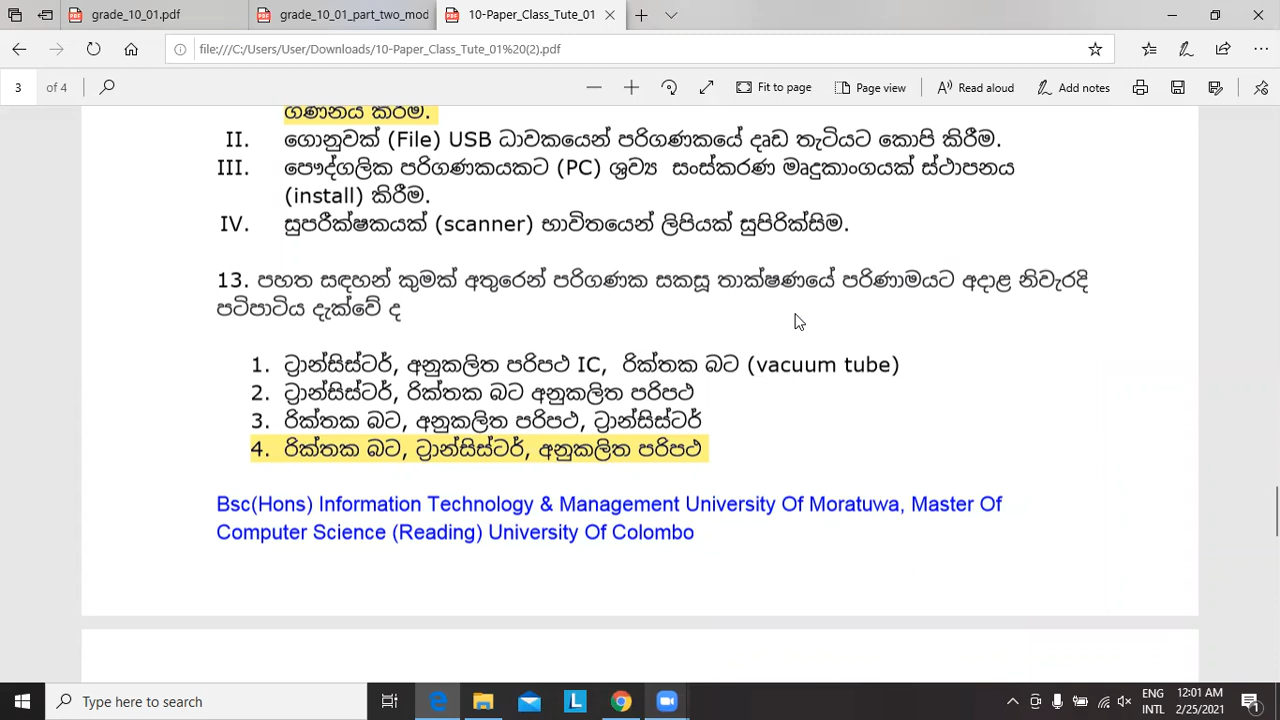 grade_10_01.pdf
grade_10_01_part_two_mod
10-Paper_Class_Tute_01
file:///C:/Users/User/Downloads/10-Paper_Class_Tute_01%20(2).pdf
3 of 4
Fit to page
Page view
Read aloud
Add notes
ගණනය කිරීම.
II. ගොනුවක් (File) USB ධාවකයෙන් පරිගණකයේ දෘඩ තැටියට කොපි කිරීම.
III. පෞද්ගලික පරිගණකයකට (PC) ශ්‍රව්‍ය සංස්කරණ මෘදුකාංගයක් ස්ථාපනය
(install) කිරීම.
IV. සුපරීක්ෂකයක් (scanner) භාවිතයෙන් ලිපියක් සුපිරික්සිම.
13. පහත සඳහන් කුමක් අතුරෙන් පරිගණක සකසූ තාක්ෂණයේ පරිණාමයට අදාළ නිවැරදි
පටිපාටිය දැක්වේ ද
1. ට්‍රාන්සිස්ටර්, අනුකලිත පරිපථ IC, රික්තක බට (vacuum tube)
2. ට්‍රාන්සිස්ටර්, රික්තක බට අනුකලිත පරිපථ
3. රික්තක බට, අනුකලිත පරිපථ, ට්‍රාන්සිස්ටර්
4. රික්තක බට, ට්‍රාන්සිස්ටර්, අනුකලිත පරිපථ
Bsc(Hons) Information Technology & Management University Of Moratuwa, Master Of
Computer Science (Reading) University Of Colombo
Type here to search
ENG
INTL
12:01 AM
2/25/2021